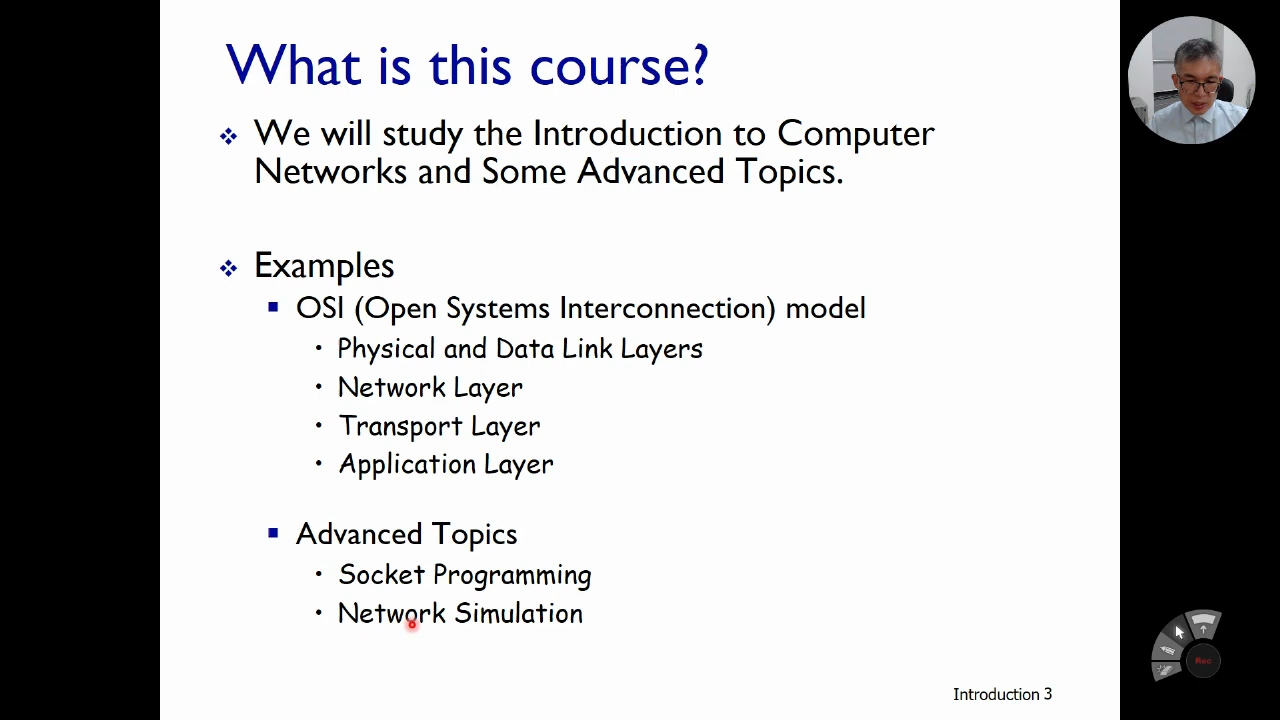 What is this course?
We will study the Introduction to Computer
Networks and Some Advanced Topics.
Examples
OSI (Open Systems Interconnection) model
Physical and Data Link Layers
Network Layer
Transport Layer
Application Layer
Advanced Topics
Socket Programming
Network Simulation
Rec
Introduction 3